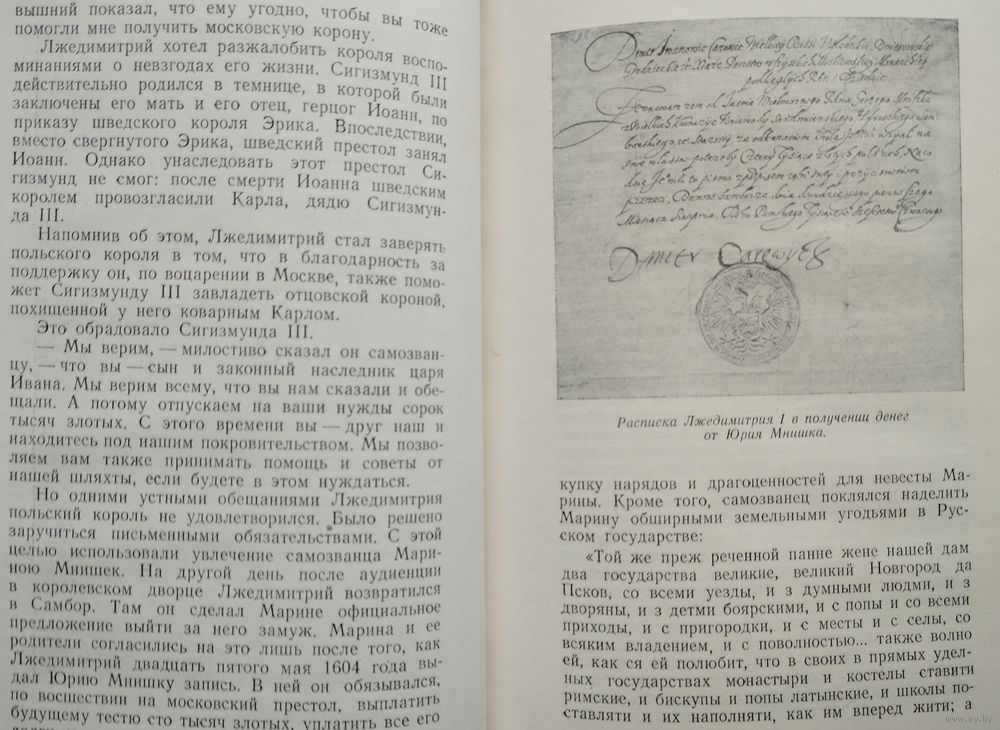 вышний показал, что ему угодно, чтобы вы тоже
помогли мне получить московскую корону.
Лжедимитрий хотел разжалобить короля воспо-
минаниями о невзгодах его жизни. Сигизмунд III
действительно родился в темнице, в которой были
заключены его мать и его отец, герцог Иоанн, по
приказу шведского короля Эрика. Впоследствии,
вместо свергнутого Эрика, шведский престол занял
Иоанн. Однако унаследовать этот престол Си-
гизмунд не смог: после смерти Иоанна шведским
королем провозгласили Карла, дядю Сигизмун-
да III.
Напомнив об этом, Лжедимитрий стал заверять
польского короля в том, что в благодарность за
поддержку он, по воцарении в Москве, также помо-
жет Сигизмунду III завладеть отцовской короной,
похищенной у него коварным Карлом.
Это обрадовало Сигизмунда III.
— Мы верим, — милостиво сказал он самозван-
цу, — что вы — сын и законный наследник царя
Ивана. Мы верим всему, что вы нам сказали и обе-
щали. А потому отпускаем на ваши нужды сорок
тысяч злотых. С этого времени вы — друг наш и
находитесь под нашим покровительством. Мы позво-
ляем вам также принимать помощь и советы от
нашей шляхты, если будете в этом нуждаться.
Но одними устными обещаниями Лжедимитрия
польский король не удовлетворился. Было решено
заручиться письменными обязательствами. С этой
целью использовали увлечение самозванца Мари-
ною Мнишек. На другой день после аудиенции
в королевском дворце Лжедимитрий возвратился
в Самбор. Там он сделал Марине официальное
предложение выйти за него замуж. Марина и ее
родители согласились на это лишь после того, как
Лжедимитрий двадцать пятого мая 1604 года вы-
дал Юрию Мнишку запись. В ней он обязывался,
по восшествии на московский престол, выплатить
будущему тестю сто тысяч злотых, уплатить все его
Dmitr Carewycz
Расписка Лжедимитрия I в получении денег
от Юрия Мнишка.
купку нарядов и драгоценностей для невесты Ма-
рины. Кроме того, самозванец поклялся наделить
Марину обширными земельными угодьями в Рус-
ском государстве:
«Той же преж реченной панне жене нашей дам
два государства великие, великий Новгород да
Псков, со всеми уезды, и з думными людми, и з
дворяны, и з детми боярскими, и с попы и со всеми
приходы, и с пригородки, и с месты и с селы, со
всяким владением, и с поволностью... также волно
ей, как ся ей полюбит, что в своих в прямых удел-
ных государствах монастыри и костелы ставити
римские, и бискупы и попы латынские, и школы по-
ставляти и их наполняти, как им вперед жити; а
www.ay.by